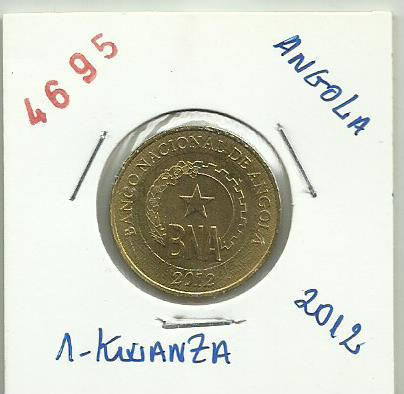 4695
ANGOLA
BANCO NACIONAL DE ANGOLA
BNA
2012
2012
1-KWANZA